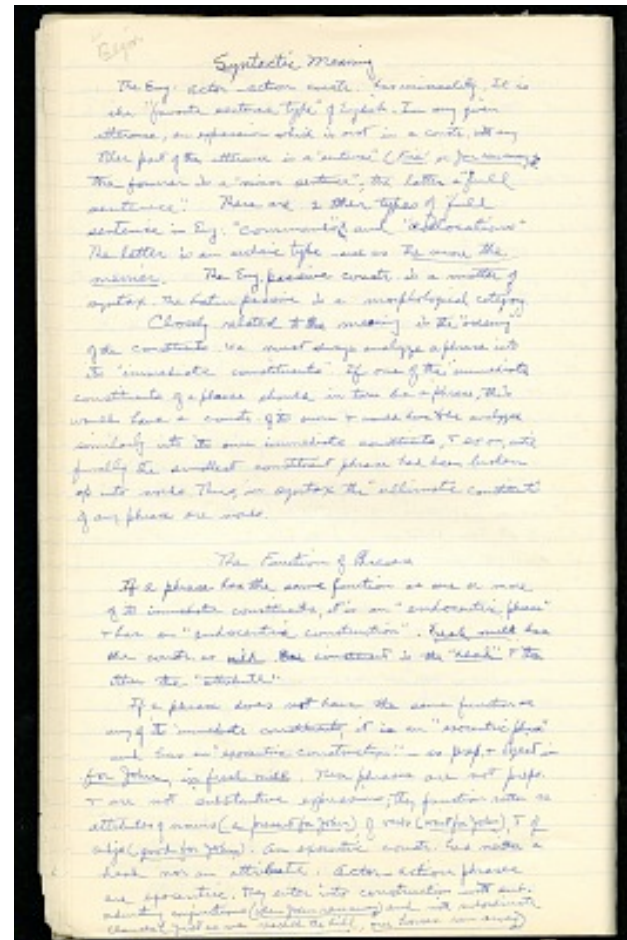 Begin
Syntactic Meaning
The Eng. actor-action constr. has immediately. It is
the "favorite sentence type" of English. In any given
utterance, an expression which is not in a constr. with any
other part of the utterance is a "sentence" (Fire! or
The former is a "minor sentence", the latter a "full
sentence". There are 2 other types of full
sentence in Eng: "commands" and
The latter is an archaic type such as The more the
merrier. The Eng. passive constr. is a matter of
syntax. The Latin passive is a morphological category.
Closely related to the meaning is the "meaning"
of the constituents. We must always analyze a phrase into
its "immediate constituents". If one of the immediate
constituents of a phrase should in turn be a phrase, this
would have a constr. of its own & would have to be analyzed
similarly into its own immediate constituents, & so on, until
finally the smallest constituent phrase had been broken
up into words. Thus, in syntax the "ultimate constituents"
of any phrase are words.
The Function of Phrases
If a phrase has the same function as one or more
of its immediate constituents, it is an "endocentric phrase"
& has an "endocentric construction". Fresh milk has
the constr. as milk. One constituent is the "head" & the
other the "attribute".
If a phrase does not have the same function as
any of its immediate constituents, it is an "exocentric phrase"
and has an "exocentric construction" — as prep. + object in
for John, in fresh milk. These phrases are not preps.
& are not substantive expressions; they function rather as
attributes of nouns (a present for John), of verbs (wait for John), & of
adjs. (good for John). An exocentric constr. has neither a
head nor an attribute. Actor-action phrases
are exocentric. They enter into construction with sub-
ordinating conjunctions (when John ran away) and with subordinate
clauses (just as we reached the hill, our horses ran away)